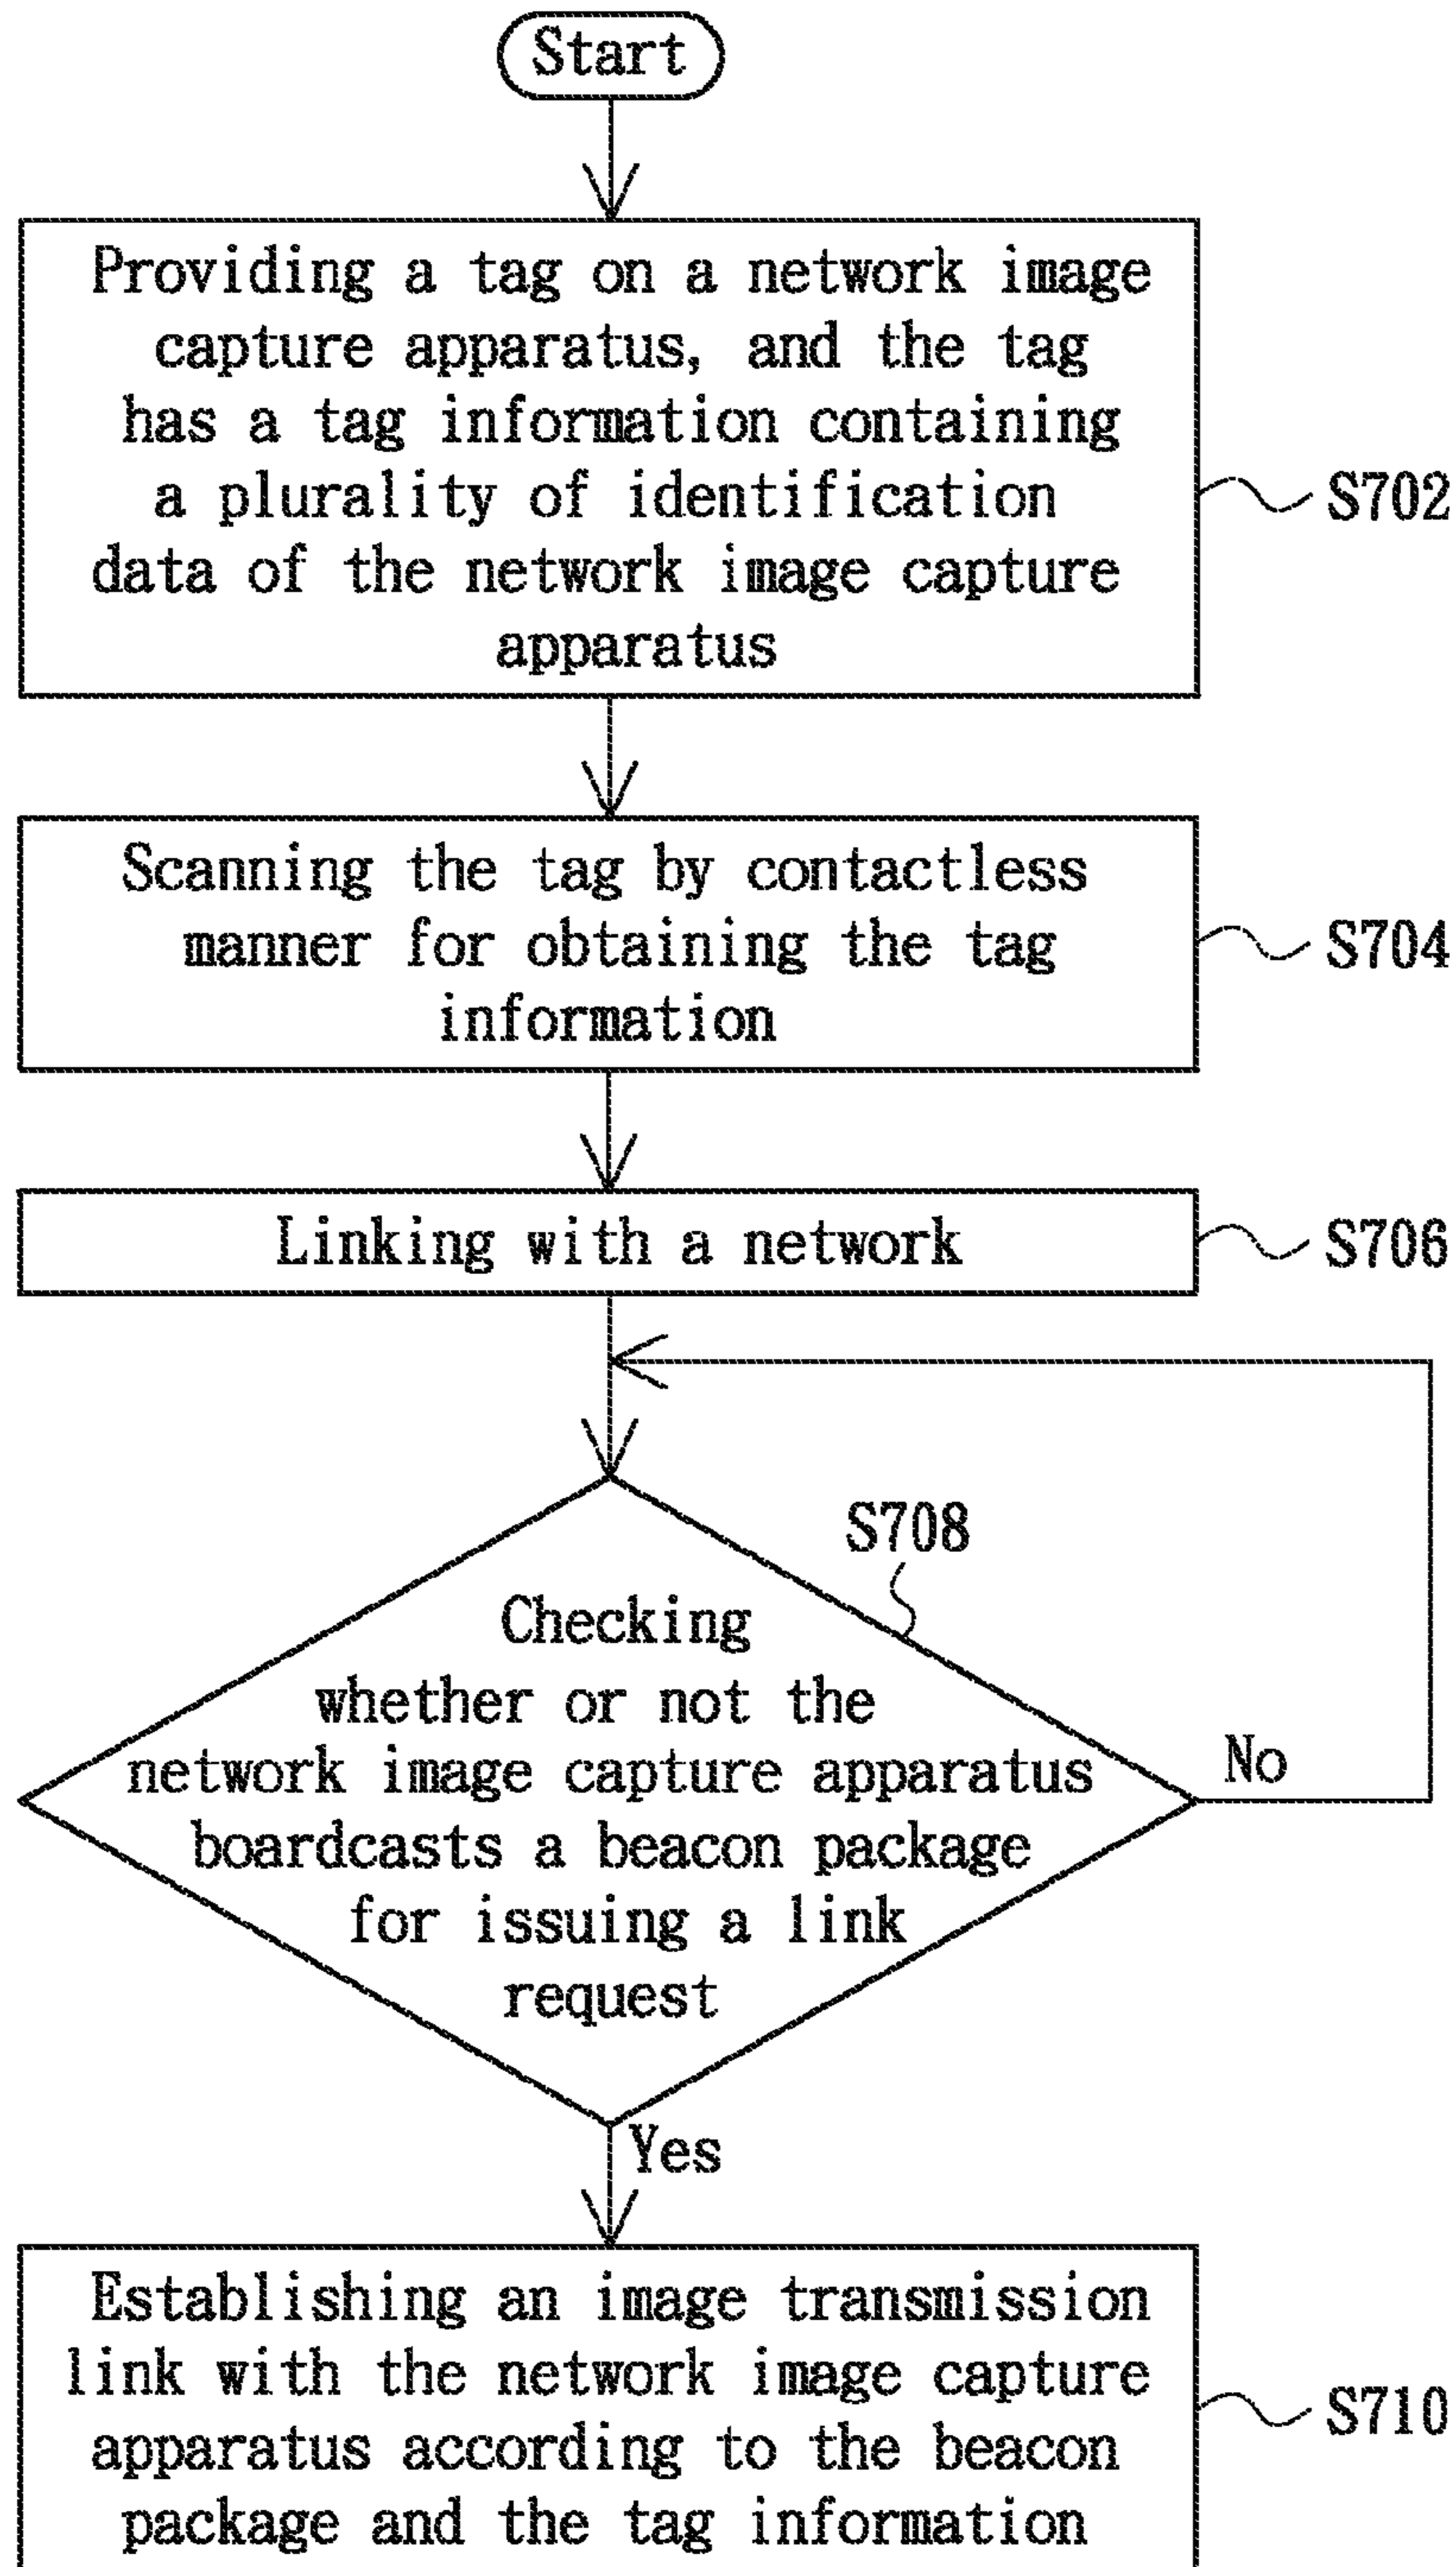 Start
Providing a tag on a network image
capture apparatus, and the tag
has a tag information containing
a plurality of identification
data of the network image capture
apparatus
S702
Scanning the tag by contactless
manner for obtaining the tag
information
S704
Linking with a network
S706
S708
Checking
whether or not the
network image capture apparatus
boardcasts a beacon package
for issuing a link
request
No
Yes
Establishing an image transmission
link with the network image capture
apparatus according to the beacon
package and the tag information
S710